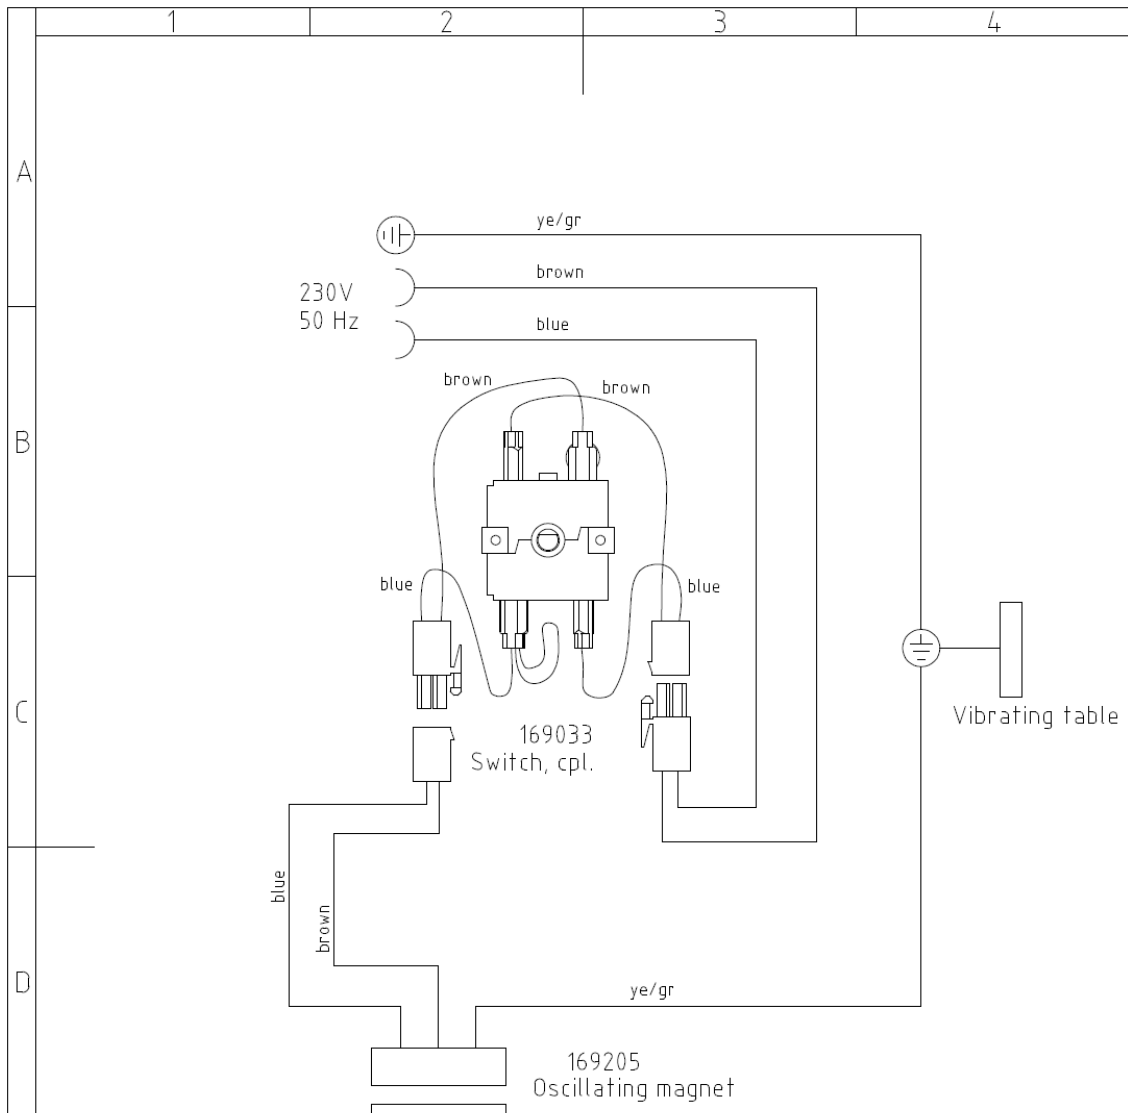 1 2 3 4
A
ye/gr
brown
230V
50 Hz
blue
brown
brown
B
blue
blue
C
Vibrating table
169033
Switch, cpl.
blue
brown
D
ye/gr
169205
Oscillating magnet